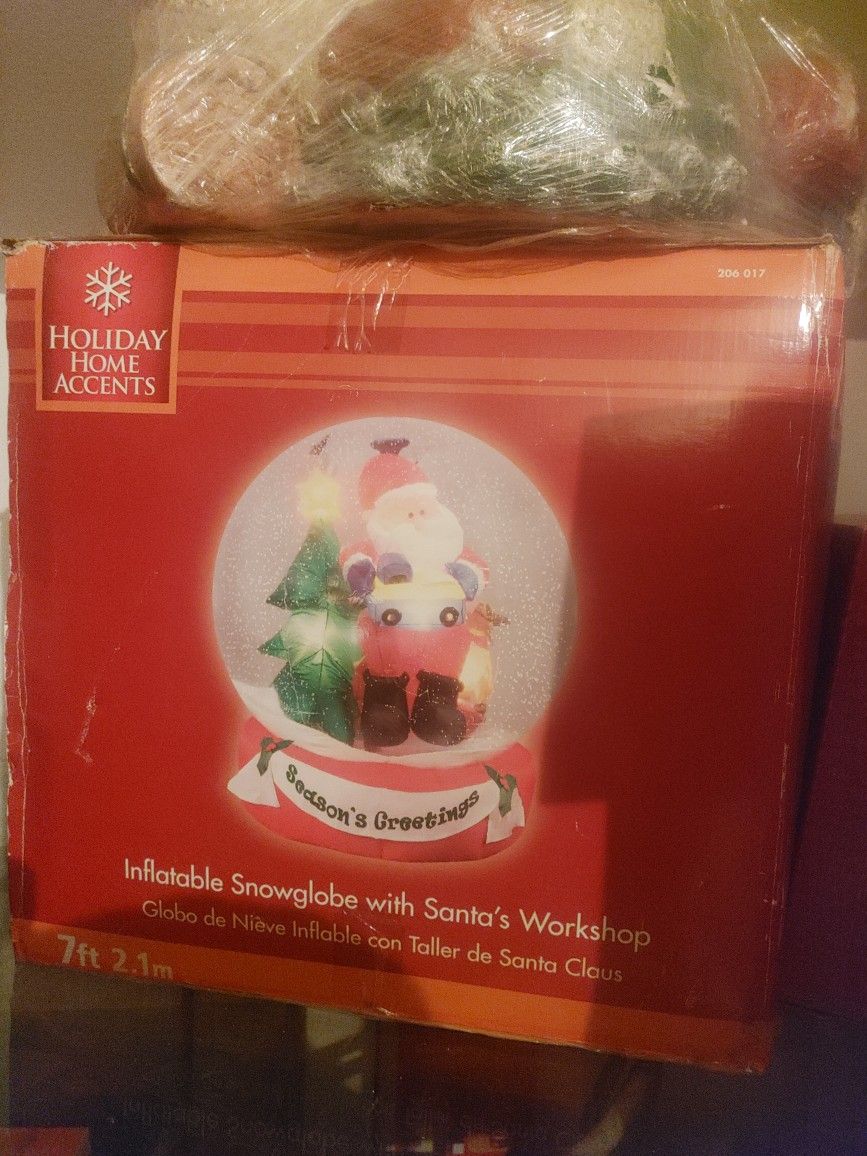 206 017
HOLIDAY
HOME
ACCENTS
Season's Greetings
Inflatable Snowglobe with Santa's Workshop
Globo de Nieve Inflable con Taller de Santa Claus
7ft 2.1m